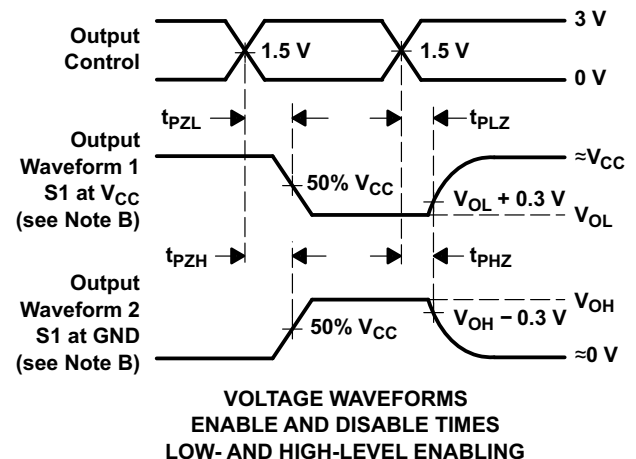 Output
Control
1.5 V
1.5 V
3 V
0 V
tPZL
tPLZ
Output
Waveform 1
S1 at VCC
(see Note B)
50% VCC
≈VCC
VOL + 0.3 V
VOL
tPZH
tPHZ
Output
Waveform 2
S1 at GND
(see Note B)
50% VCC
VOH
VOH − 0.3 V
≈0 V
VOLTAGE WAVEFORMS
ENABLE AND DISABLE TIMES
LOW- AND HIGH-LEVEL ENABLING